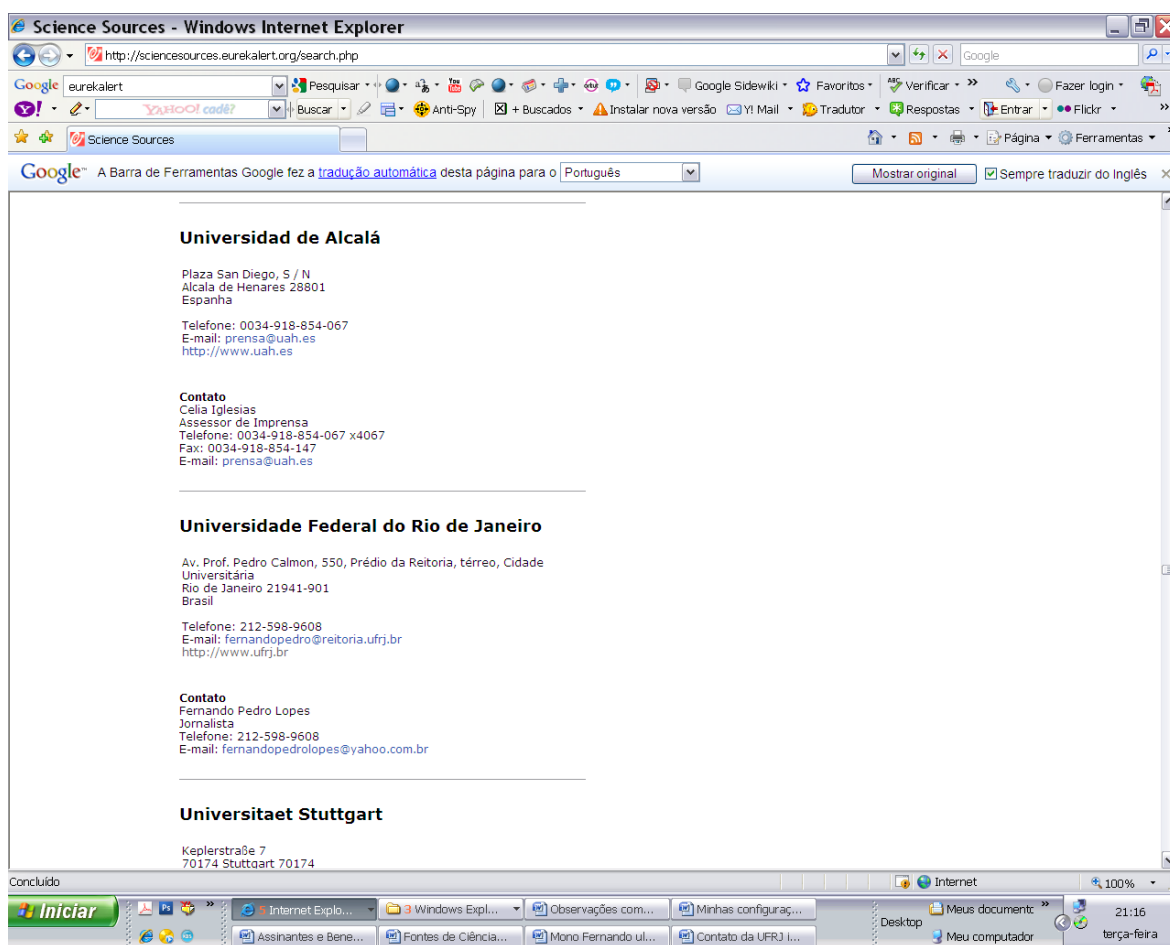 Science Sources - Windows Internet Explorer
http://sciencesources.eurekalert.org/search.php
Google
Google eurekalert Pesquisar Google Sidewiki Favoritos Verificar Fazer login
YAHOO! cadê? Buscar Anti-Spy + Buscados Instalar nova versão Y! Mail Tradutor Respostas Entrar Flickr
Science Sources Página Ferramentas
Google A Barra de Ferramentas Google fez a tradução automática desta página para o Português Mostrar original Sempre traduzir do Inglês
Universidad de Alcalá
Plaza San Diego, S / N
Alcala de Henares 28801
Espanha
Telefone: 0034-918-854-067
E-mail: prensa@uah.es
http://www.uah.es
Contato
Celia Iglesias
Assessor de Imprensa
Telefone: 0034-918-854-067 x4067
Fax: 0034-918-854-147
E-mail: prensa@uah.es
Universidade Federal do Rio de Janeiro
Av. Prof. Pedro Calmon, 550, Prédio da Reitoria, térreo, Cidade
Universitária
Rio de Janeiro 21941-901
Brasil
Telefone: 212-598-9608
E-mail: fernandopedro@reitoria.ufrj.br
http://www.ufrj.br
Contato
Fernando Pedro Lopes
Jornalista
Telefone: 212-598-9608
E-mail: fernandopedrolopes@yahoo.com.br
Universitaet Stuttgart
Keplerstraße 7
70174 Stuttgart 70174
Concluído Internet 100%
Iniciar 5 Internet Explo... 3 Windows Expl... Observações com... Minhas configuraç... Desktop Meus documentc 21:16
Assinantes e Bene... Fontes de Ciência... Mono Fernando ul... Contato da UFRJ i... Meu computador terça-feira